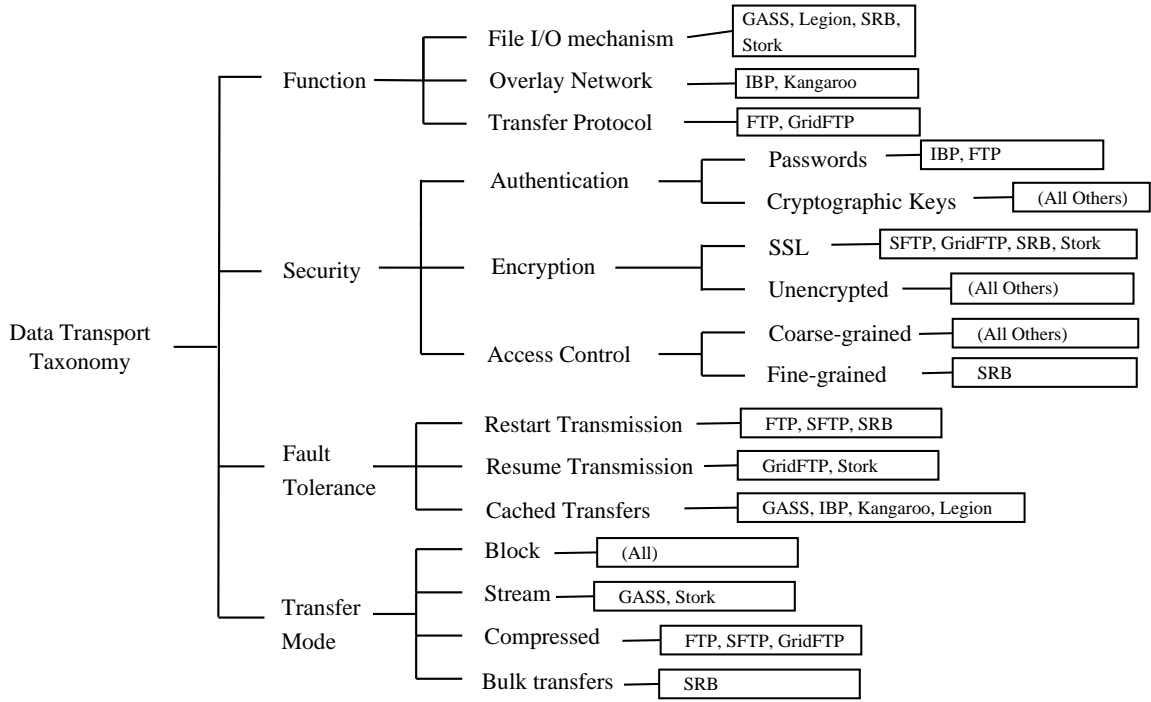 File I/O mechanism
GASS, Legion, SRB,
Stork
Function
Overlay Network
IBP, Kangaroo
Transfer Protocol
FTP, GridFTP
Authentication
Passwords
IBP, FTP
Cryptographic Keys
(All Others)
Security
Encryption
SSL
SFTP, GridFTP, SRB, Stork
Unencrypted
(All Others)
Data Transport
Taxonomy
Access Control
Coarse-grained
(All Others)
Fine-grained
SRB
Fault
Tolerance
Restart Transmission
FTP, SFTP, SRB
Resume Transmission
GridFTP, Stork
Cached Transfers
GASS, IBP, Kangaroo, Legion
Transfer
Mode
Block
(All)
Stream
GASS, Stork
Compressed
FTP, SFTP, GridFTP
Bulk transfers
SRB